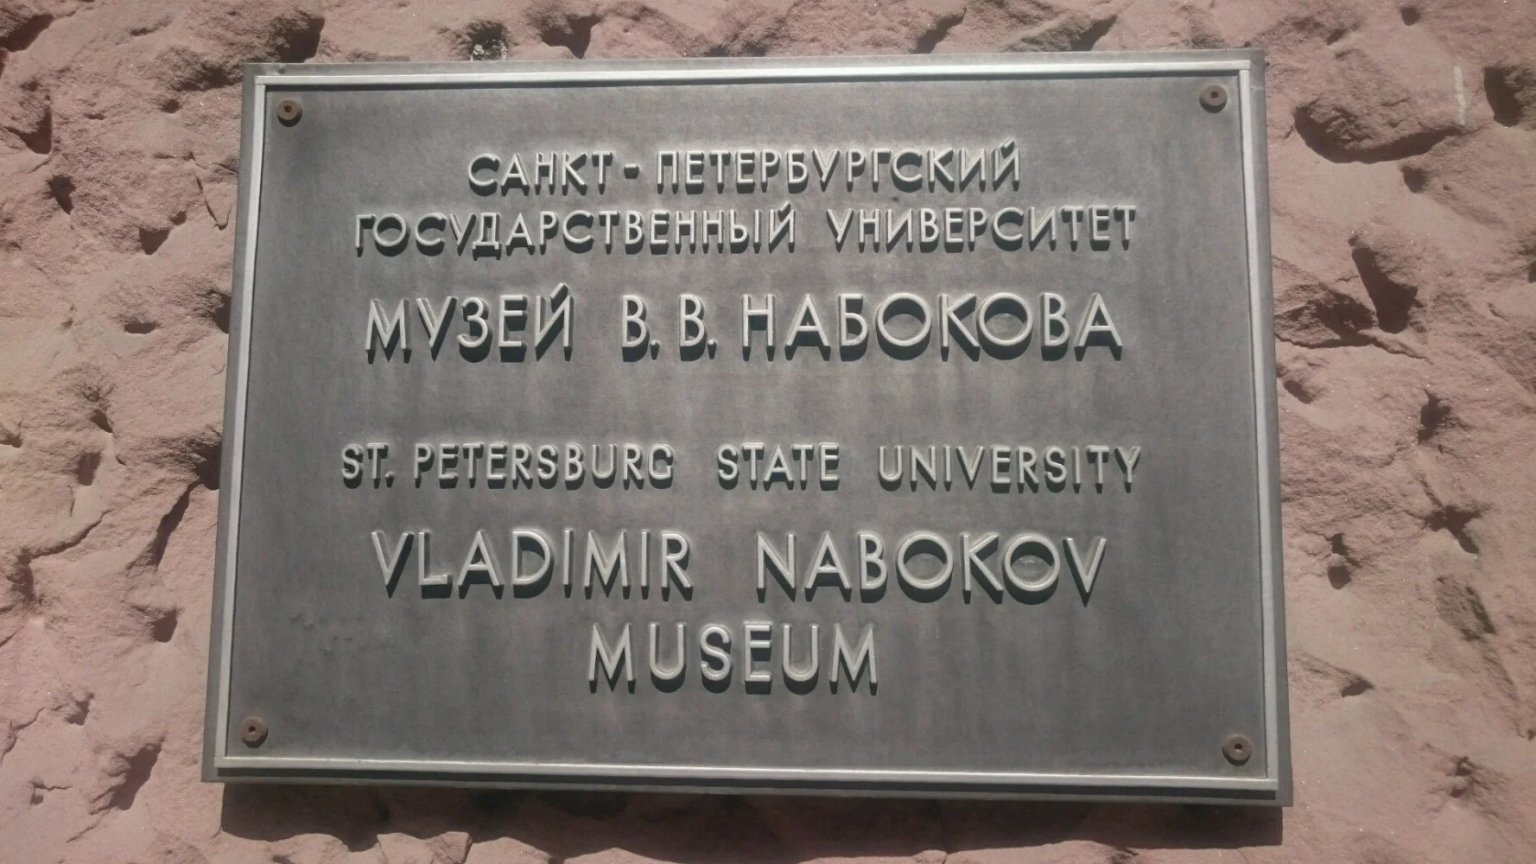 САНКТ-ПЕТЕРБУРГСКИЙ
ГОСУДАРСТВЕННЫЙ УНИВЕРСИТЕТ
МУЗЕЙ В.В. НАБОКОВА
ST. PETERSBURG STATE UNIVERSITY
VLADIMIR NABOKOV
MUSEUM